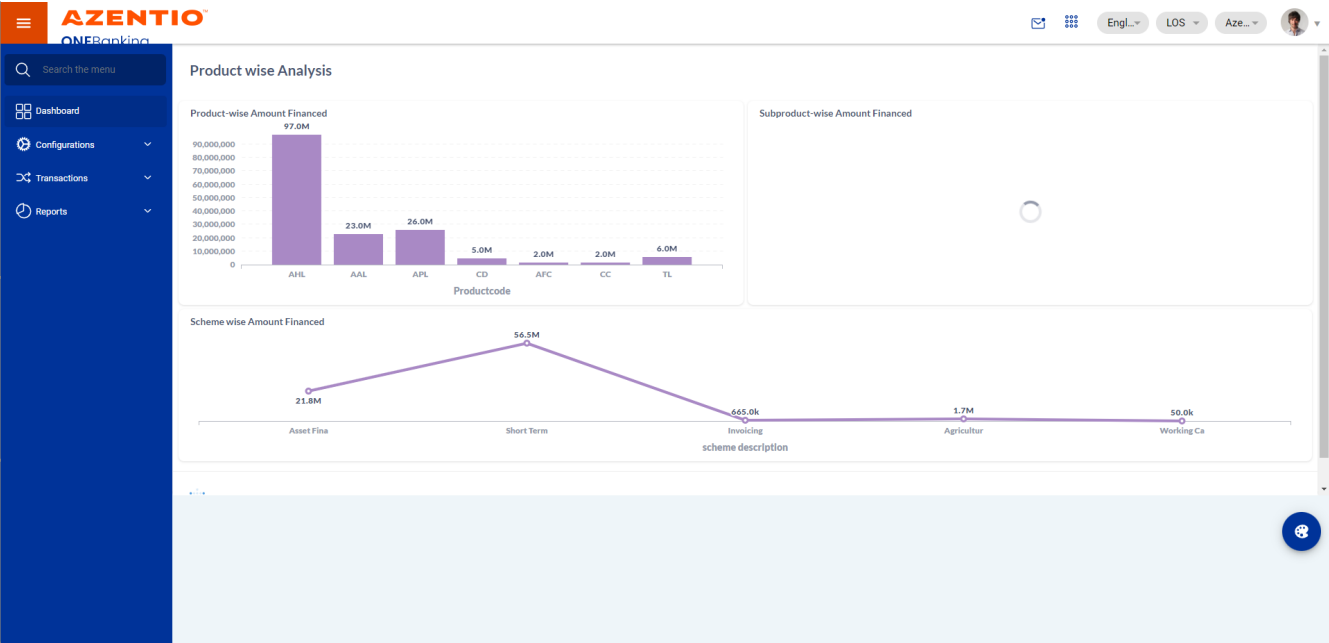 AZENTIO
ONEBanking
Engl...
LOS
Aze...
Search the menu
Dashboard
Configurations
Transactions
Reports
Product wise Analysis
Product-wise Amount Financed
97.0M
90,000,000
80,000,000
70,000,000
60,000,000
50,000,000
40,000,000
30,000,000
20,000,000
10,000,000
0
23.0M
26.0M
5.0M
2.0M
2.0M
6.0M
AHL
AAL
APL
CD
AFC
CC
TL
Productcode
Subproduct-wise Amount Financed
Scheme wise Amount Financed
56.5M
21.8M
665.0k
1.7M
50.0k
Asset Fina
Short Term
Invoicing
Agricultur
Working Ca
scheme description